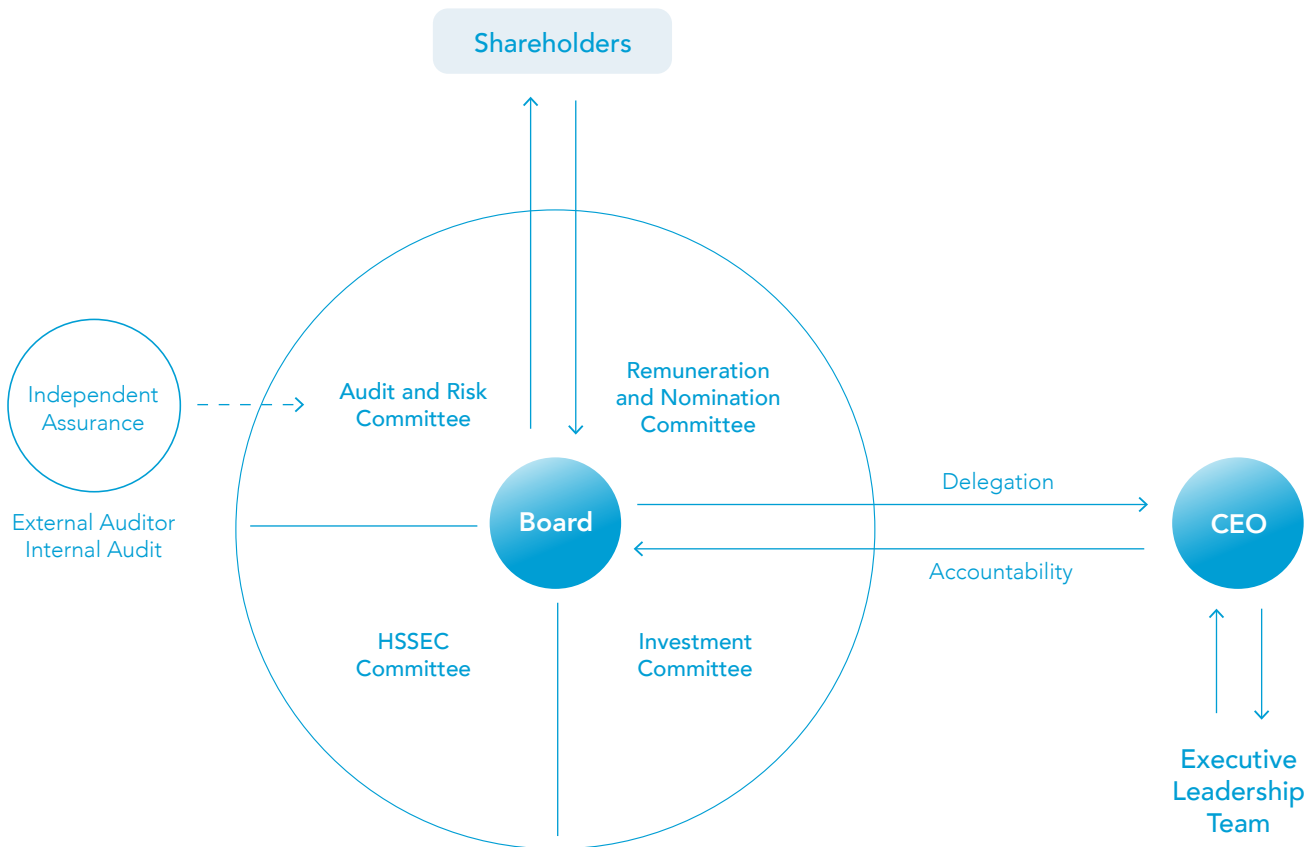 Shareholders
Independent
Assurance
External Auditor
Internal Audit
Audit and Risk
Committee
Remuneration
and Nomination
Committee
Board
Delegation
Accountability
CEO
HSSEC
Committee
Investment
Committee
Executive
Leadership
Team